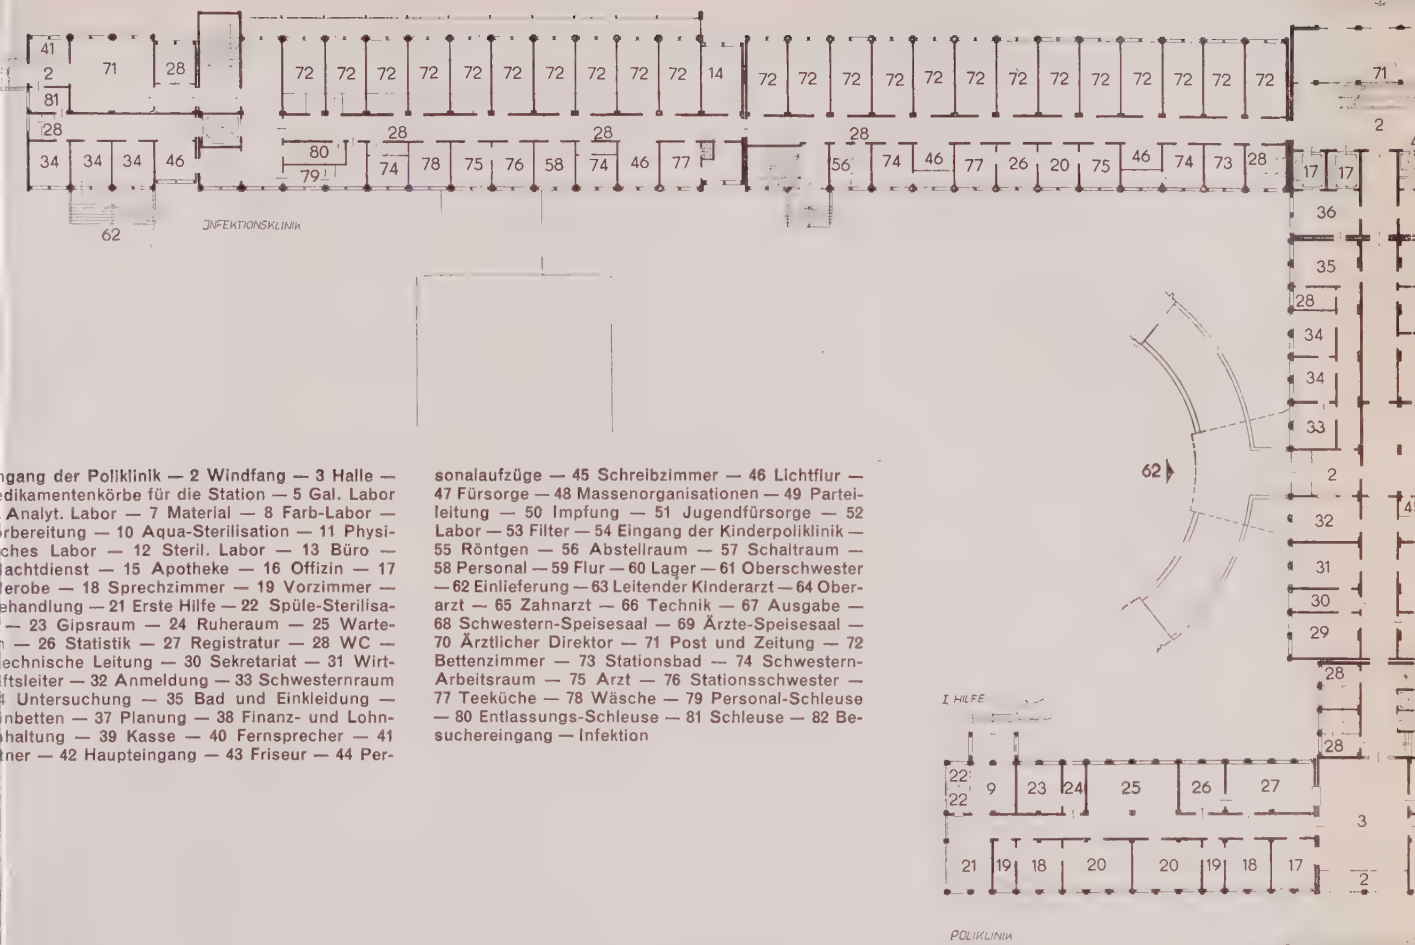 41 71 28 72 72 72 72 72 72 72 72 72 72 14 72 72 72 72 72 72 72 72 72 72 72 72 72 71
2
81
28 28 28 28 2
34 34 34 46 80 74 78 75 76 58 74 46 77 56 74 46 77 26 20 75 46 74 73 28 17 17
79
62
INFEKTIONSKLINIK
36
35
28
34
34
33
62
2
32
31
30
29
28
28
ngang der Poliklinik — 2 Windfang — 3 Halle —
edikamentenkörbe für die Station — 5 Gal. Labor
Analyt. Labor — 7 Material — 8 Farb-Labor —
rbereitung — 10 Aqua-Sterilisation — 11 Physi-
ches Labor — 12 Steril. Labor — 13 Büro —
achtdienst — 15 Apotheke — 16 Offizin — 17
erobe — 18 Sprechzimmer — 19 Vorzimmer —
ehandlung — 21 Erste Hilfe — 22 Spüle-Sterilisa-
— 23 Gipsraum — 24 Ruheraum — 25 Warte-
— 26 Statistik — 27 Registratur — 28 WC —
echnische Leitung — 30 Sekretariat — 31 Wirt-
ftsleiter — 32 Anmeldung — 33 Schwesternraum
Untersuchung — 35 Bad und Einkleidung —
nbetten — 37 Planung — 38 Finanz- und Lohn-
haltung — 39 Kasse — 40 Fernsprecher — 41
tner — 42 Haupteingang — 43 Friseur — 44 Per-
sonalaufzüge — 45 Schreibzimmer — 46 Lichtflur —
47 Fürsorge — 48 Massenorganisationen — 49 Partei-
leitung — 50 Impfung — 51 Jugendfürsorge — 52
Labor — 53 Filter — 54 Eingang der Kinderpoliklinik —
55 Röntgen — 56 Abstellraum — 57 Schaltraum —
58 Personal — 59 Flur — 60 Lager — 61 Oberschwester
— 62 Einlieferung — 63 Leitender Kinderarzt — 64 Ober-
arzt — 65 Zahnarzt — 66 Technik — 67 Ausgabe —
68 Schwestern-Speisesaal — 69 Ärzte-Speisesaal —
70 Ärztlicher Direktor — 71 Post und Zeitung — 72
Bettenzimmer — 73 Stationsbad — 74 Schwestern-
Arbeitsraum — 75 Arzt — 76 Stationsschwester —
77 Teeküche — 78 Wäsche — 79 Personal-Schleuse
— 80 Entlassungs-Schleuse — 81 Schleuse — 82 Be-
suchereingang — Infektion
I. HILFE
22 9 23 24 25 26 27
22
3
21 19 18 20 20 19 18 17
2
POLIKLINIK